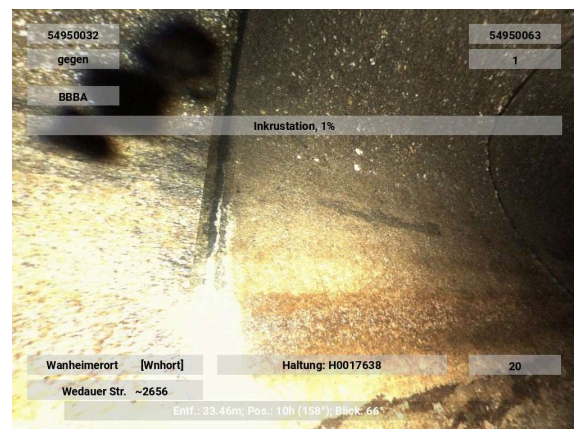 54950032 54950063
gegen 1
BBBA
Inkrustation, 1%
Wanheimerort [Wnhort] Haltung: H0017638 20
Wedauer Str. ~2656
Entf.: 33.46m; Pos.: 10h (158°); Blick: 66°